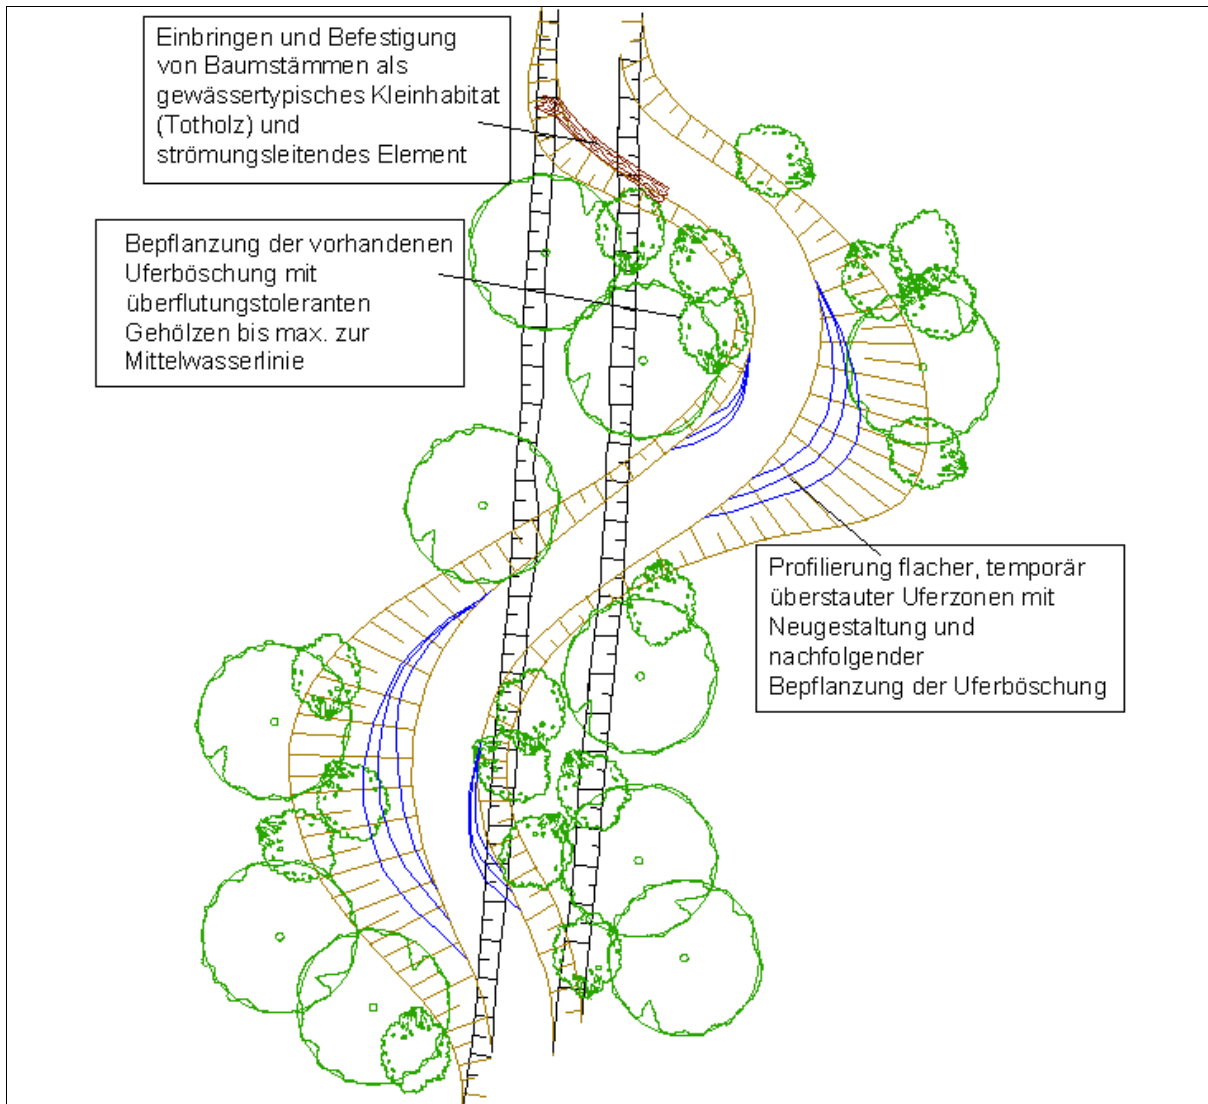 Einbringen und Befestigung
von Baumstämmen als
gewässertypisches Kleinhabitat
(Totholz) und
strömungsleitendes Element
Bepflanzung der vorhandenen
Uferböschung mit
überflutungstoleranten
Gehölzen bis max. zur
Mittelwasserlinie
Profilierung flacher, temporär
überstauter Uferzonen mit
Neugestaltung und
nachfolgender
Bepflanzung der Uferböschung